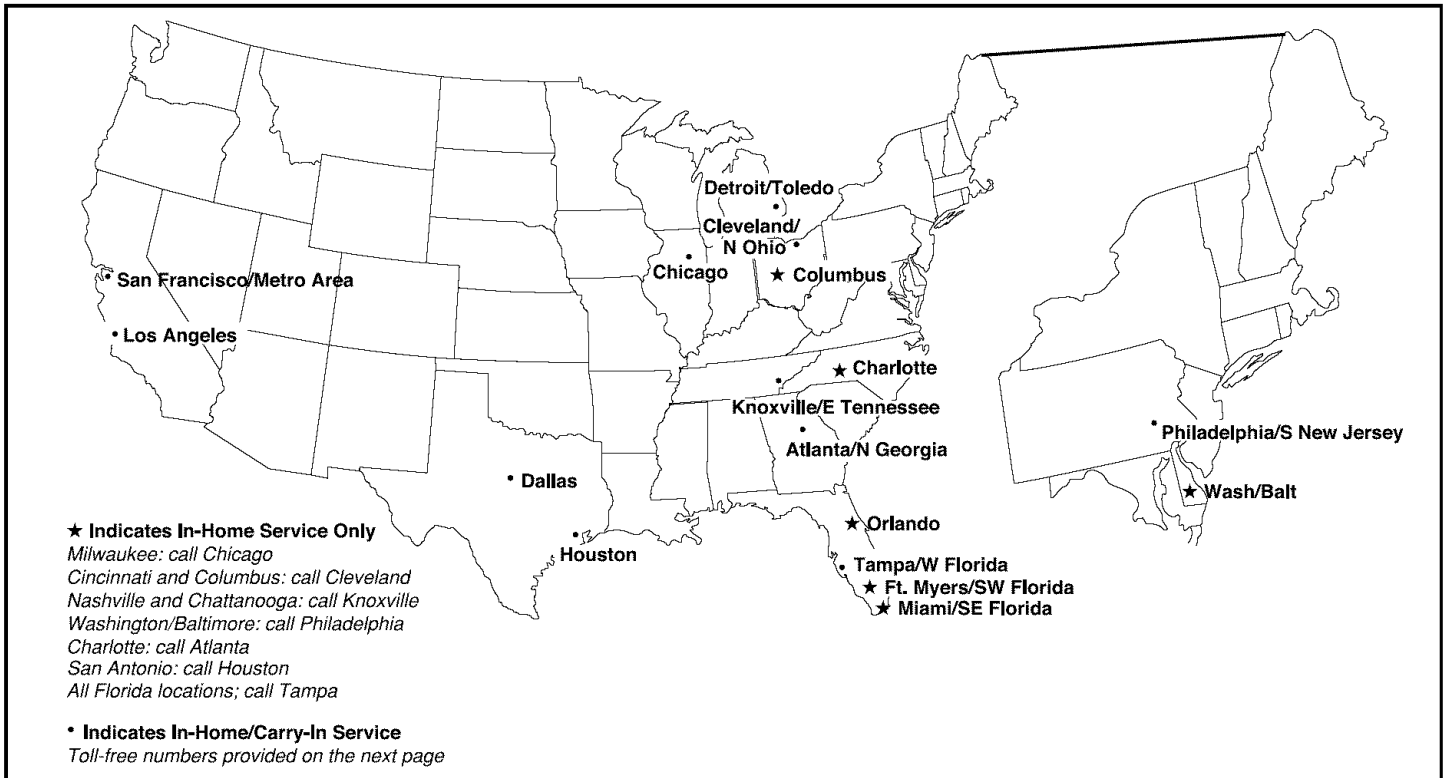 Detroit/Toledo
Cleveland/
N Ohio
Chicago
★ Columbus
San Francisco/Metro Area
Los Angeles
★ Charlotte
Knoxville/E Tennessee
Atlanta/N Georgia
Philadelphia/S New Jersey
★ Wash/Balt
Dallas
Houston
★ Orlando
Tampa/W Florida
★ Ft. Myers/SW Florida
★ Miami/SE Florida
★ Indicates In-Home Service Only
Milwaukee: call Chicago
Cincinnati and Columbus: call Cleveland
Nashville and Chattanooga: call Knoxville
Washington/Baltimore: call Philadelphia
Charlotte: call Atlanta
San Antonio: call Houston
All Florida locations; call Tampa
• Indicates In-Home/Carry-In Service
Toll-free numbers provided on the next page